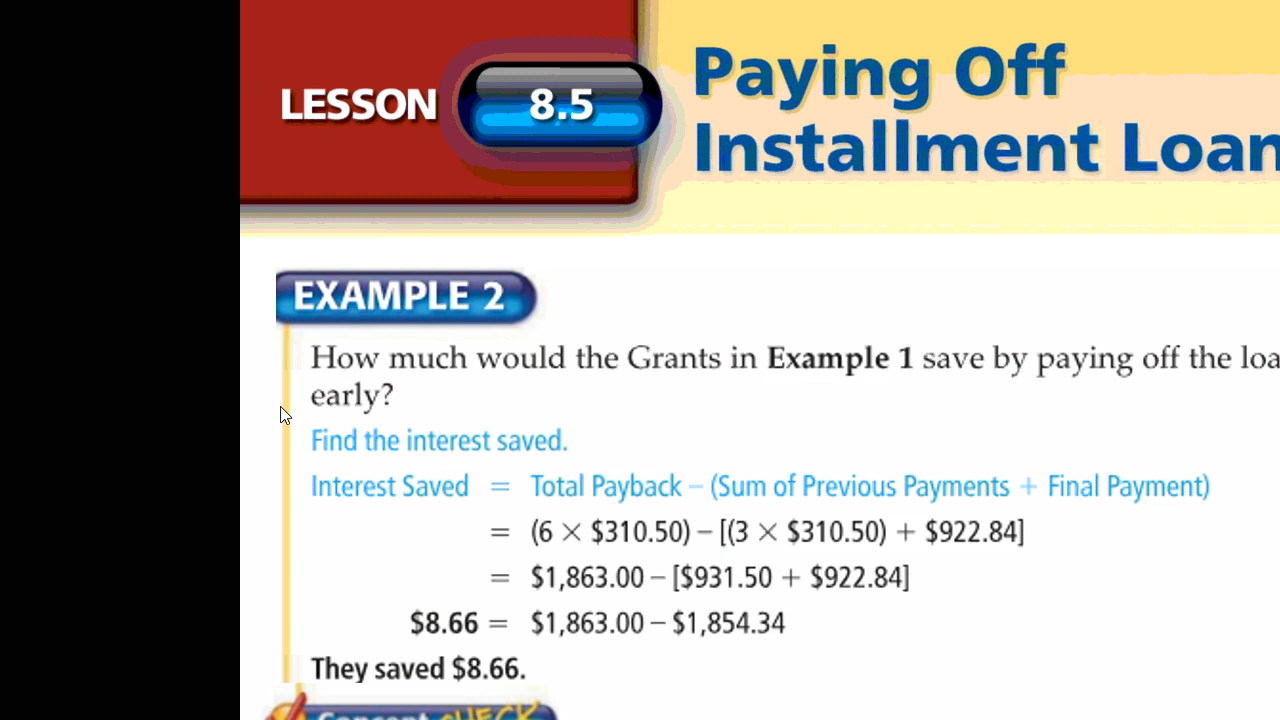 LESSON 8.5
Paying Off
Installment Loan
EXAMPLE 2
How much would the Grants in Example 1 save by paying off the loa
early?
Find the interest saved.
Interest Saved = Total Payback – (Sum of Previous Payments + Final Payment)
= (6 × $310.50) – [(3 × $310.50) + $922.84]
= $1,863.00 – [$931.50 + $922.84]
$8.66 = $1,863.00 – $1,854.34
They saved $8.66.
Concept CHECK